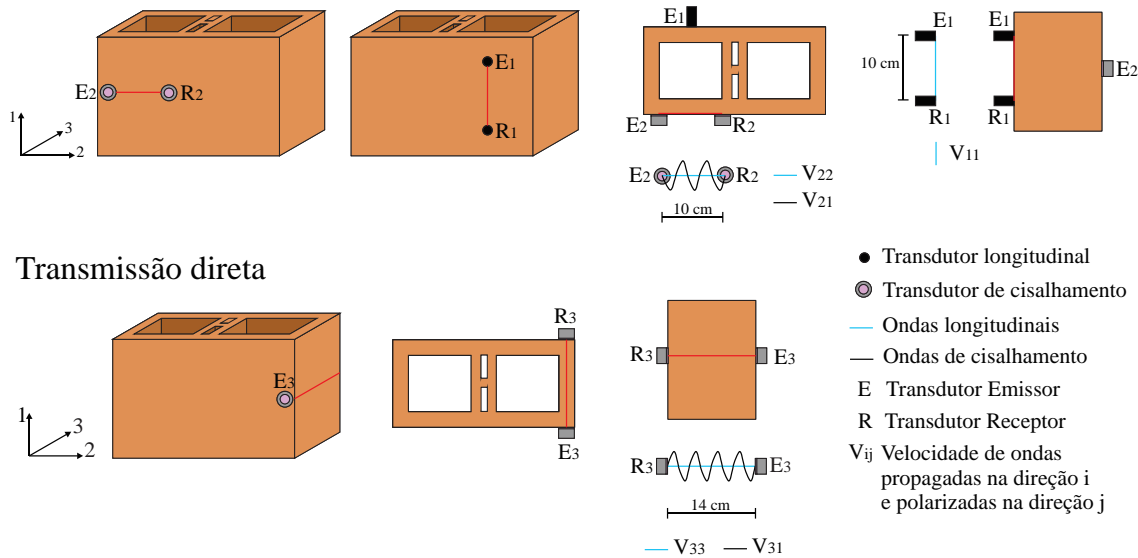 E2
R2
1
3
2
E1
R1
E1
E2
R2
E2
R2
V22
V21
10 cm
E1
10 cm
R1
V11
E1
R1
E2
Transmissão direta
E3
1
3
2
R3
E3
R3
E3
R3
E3
14 cm
V33
V31
Transdutor longitudinal
Transdutor de cisalhamento
Ondas longitudinais
Ondas de cisalhamento
E Transdutor Emissor
R Transdutor Receptor
Vij Velocidade de ondas
propagadas na direção i
e polarizadas na direção j